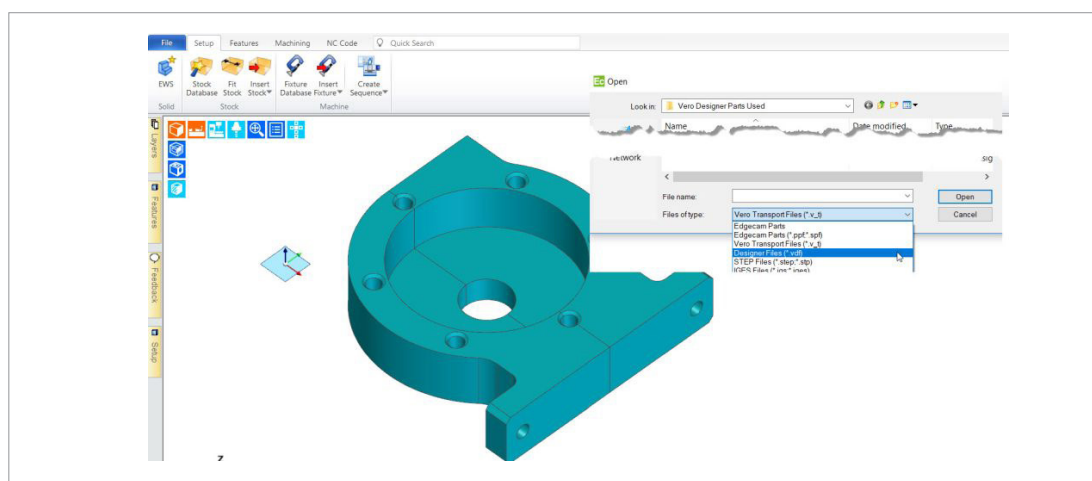 File Setup Features Machining NC Code Quick Search
EWS
Stock Database
Fit Stock
Insert Stock
Fixture Database
Insert Fixture
Create Sequence
Solid Stock Machine
Layers
Features
Feedback
Setup
Z
Ec Open
Look in: Vero Designer Parts Used
Name Date modified Type
Network
File name:
Open
Files of type: Vero Transport Files (*.v_t)
Cancel
Edgecam Parts
Edgecam Parts (*.ppf;*.spf)
Vero Transport Files (*.v_t)
Designer Files (*.vdf)
STEP Files (*.step;*.stp)
IGES Files (*.igs;*.iges)